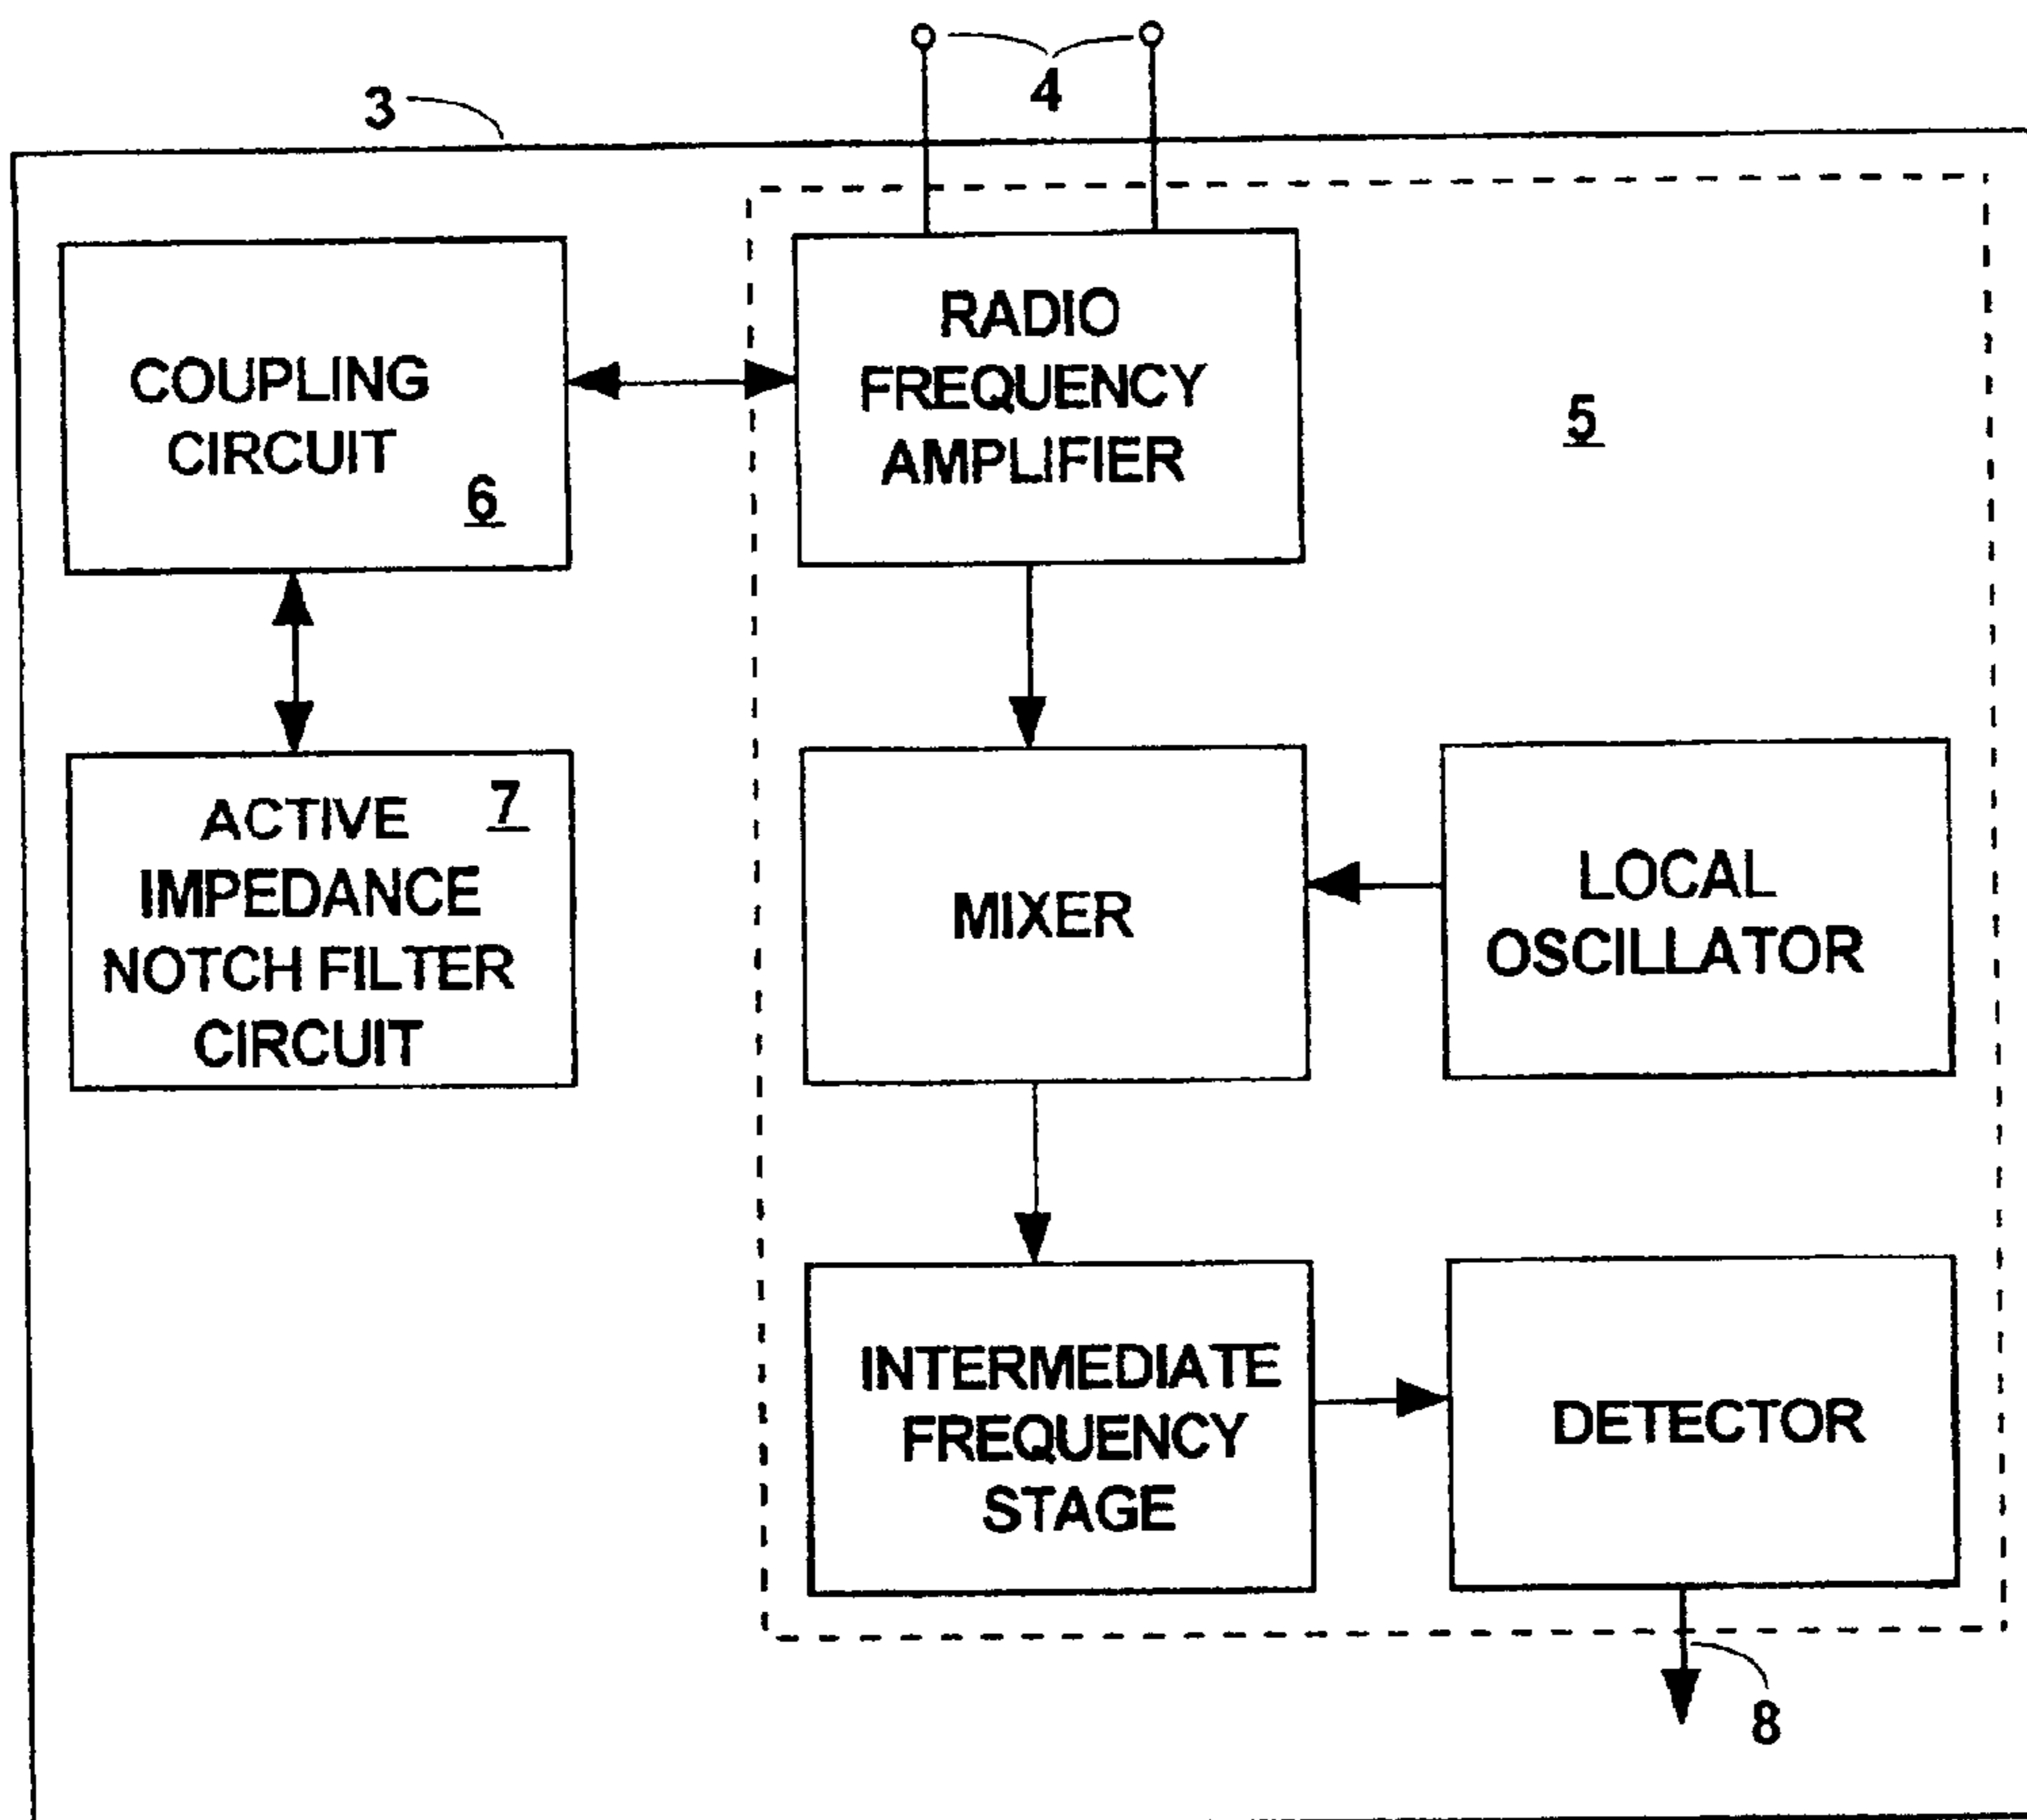 4
3
COUPLING
CIRCUIT
6
RADIO
FREQUENCY
AMPLIFIER
5
ACTIVE
7
IMPEDANCE
NOTCH FILTER
CIRCUIT
MIXER
LOCAL
OSCILLATOR
INTERMEDIATE
FREQUENCY
STAGE
DETECTOR
8